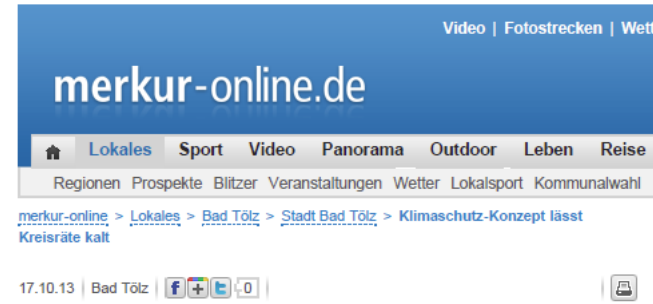 Video | Fotostrecken | Wett
merkur-online.de
Lokales Sport Video Panorama Outdoor Leben Reise
Regionen Prospekte Blitzer Veranstaltungen Wetter Lokalsport Kommunalwahl
merkur-online > Lokales > Bad Tölz > Stadt Bad Tölz > Klimaschutz-Konzept lässt
Kreisräte kalt
17.10.13 | Bad Tölz | f + t 0 |